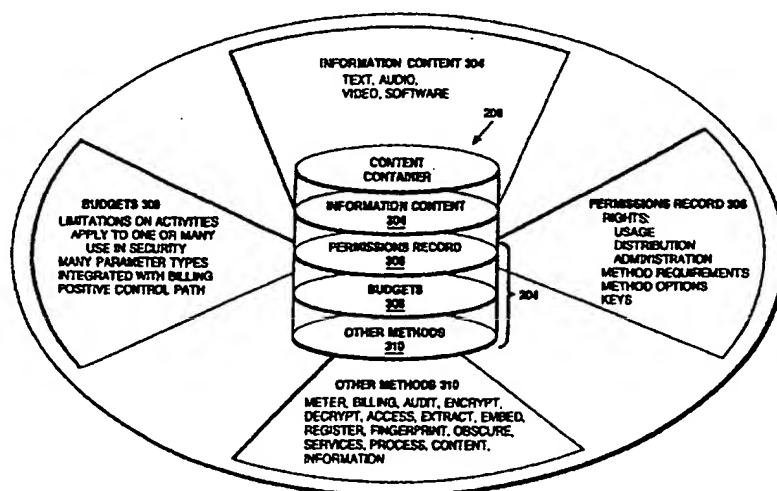 INFORMATION CONTENT 304
TEXT, AUDIO,
VIDEO, SOFTWARE
CONTENT
CONTAINER
INFORMATION CONTENT
304
PERMISSIONS RECORD
308
BUDGETS
308
OTHER METHODS
310
BUDGETS 308
LIMITATIONS ON ACTIVITIES
APPLY TO ONE OR MANY
USE IN SECURITY
MANY PARAMETER TYPES
INTEGRATED WITH BILLING
POSITIVE CONTROL PATH
PERMISSIONS RECORD 308
RIGHTS:
USAGE
DISTRIBUTION
ADMINISTRATION
METHOD REQUIREMENTS
METHOD OPTIONS
KEYS
204
OTHER METHODS 310
METER, BILLING, AUDIT, ENCRYPT,
DECRYPT, ACCESS, EXTRACT, EMBED,
REGISTER, FINGERPRINT, OBSCURE,
SERVICES, PROCESS, CONTENT,
INFORMATION